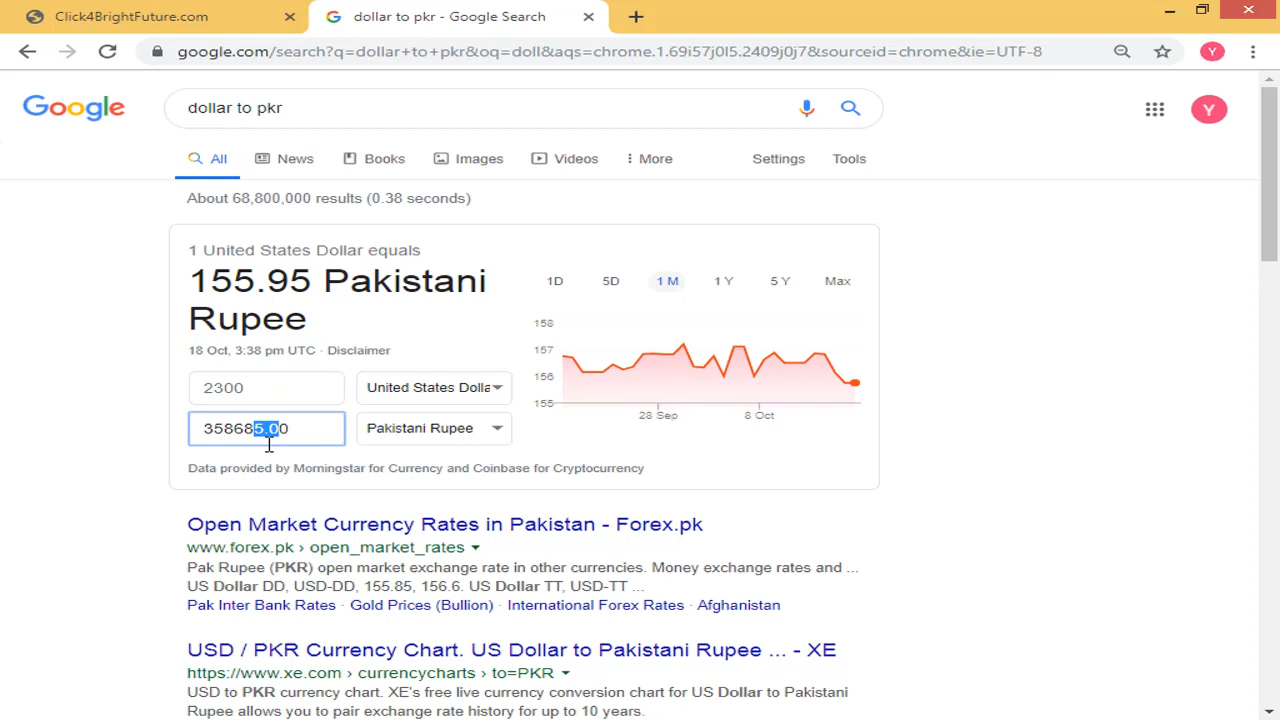 Click4BrightFuture.com
dollar to pkr - Google Search
google.com/search?q=dollar+to+pkr&oq=doll&aqs=chrome.1.69i57j0l5.2409j0j7&sourceid=chrome&ie=UTF-8
Y
Google
dollar to pkr
Y
All
News
Books
Images
Videos
More
Settings
Tools
About 68,800,000 results (0.38 seconds)
1 United States Dollar equals
155.95 Pakistani
Rupee
18 Oct, 3:38 pm UTC · Disclaimer
2300
United States Dolla
358685.00
Pakistani Rupee
1D
5D
1 M
1 Y
5 Y
Max
158
157
156
155
28 Sep
8 Oct
Data provided by Morningstar for Currency and Coinbase for Cryptocurrency
Open Market Currency Rates in Pakistan - Forex.pk
www.forex.pk › open_market_rates
Pak Rupee (PKR) open market exchange rate in other currencies. Money exchange rates and ...
US Dollar DD, USD-DD, 155.85, 156.6. US Dollar TT, USD-TT ...
Pak Inter Bank Rates · Gold Prices (Bullion) · International Forex Rates · Afghanistan
USD / PKR Currency Chart. US Dollar to Pakistani Rupee ... - XE
https://www.xe.com › currencycharts › to=PKR
USD to PKR currency chart. XE's free live currency conversion chart for US Dollar to Pakistani
Rupee allows you to pair exchange rate history for up to 10 years.